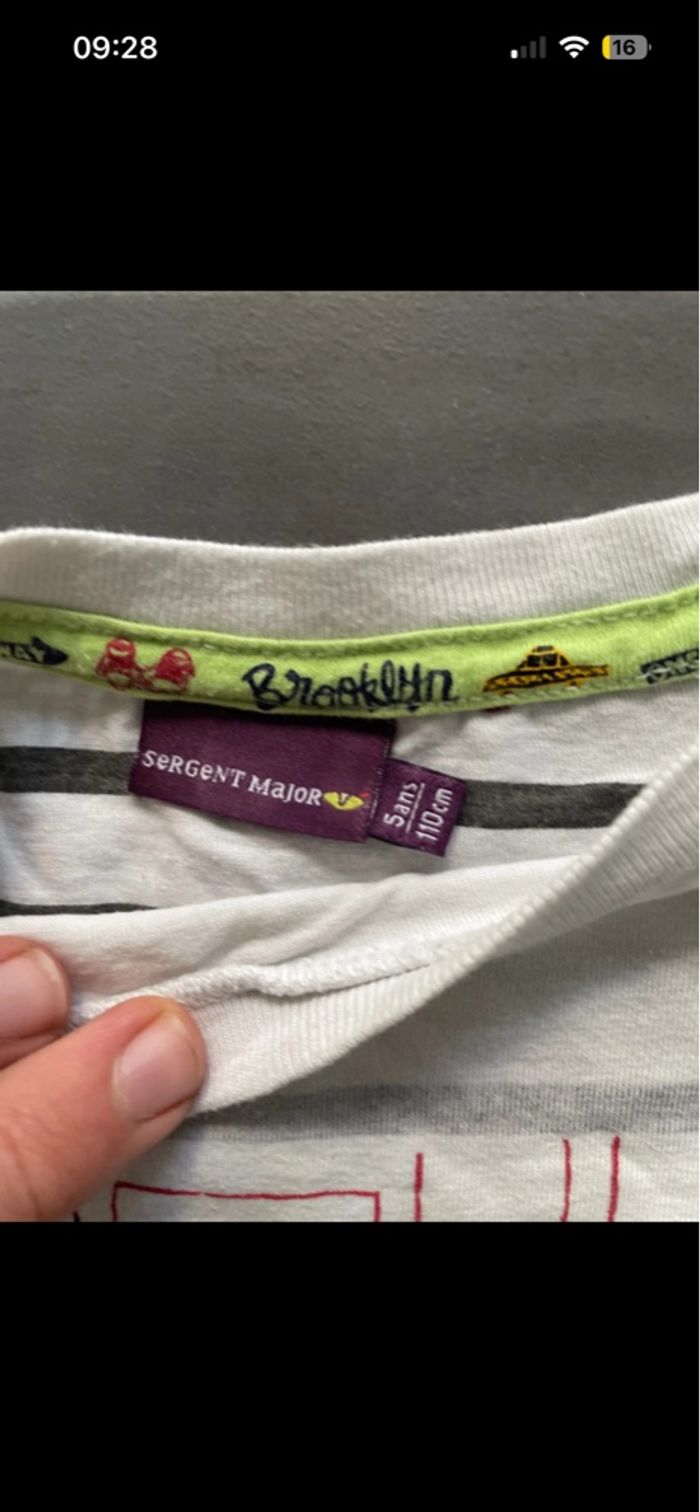 09:28
16
Brooklyn
SeRGeNT MajoR
5ans
110cm